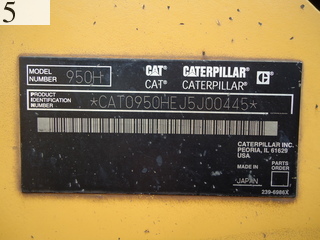 5
MODEL NUMBER 950H
CAT CATERPILLAR C
CAT CATERPILLAR
PRODUCT IDENTIFICATION NUMBER *CAT0950HEJ5J00445*
CATERPILLAR INC.
PEORIA, IL 61629
USA
MADE IN JAPAN
PARTS ORDER
239-6986X